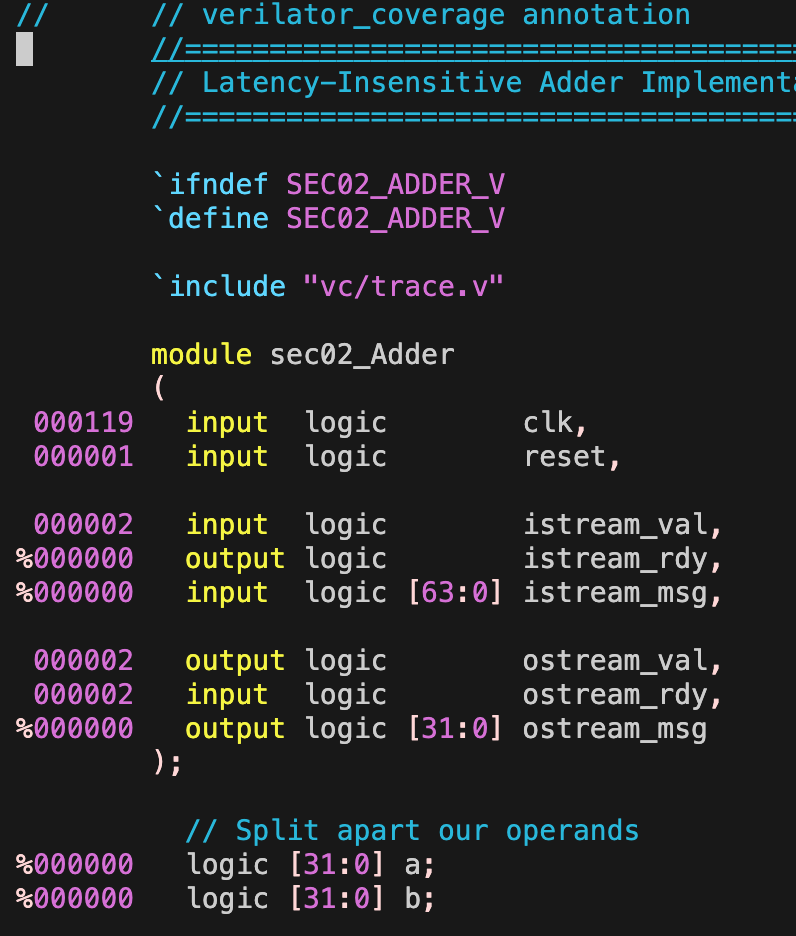 //      // verilator_coverage annotation
        //====================================
        // Latency-Insensitive Adder Implementa
        //====================================
        `ifndef SEC02_ADDER_V
        `define SEC02_ADDER_V
        `include "vc/trace.v"
        module sec02_Adder
        (
 000119   input  logic        clk,
 000001   input  logic        reset,
 000002   input  logic        istream_val,
%000000   output logic        istream_rdy,
%000000   input  logic [63:0] istream_msg,
 000002   output logic        ostream_val,
 000002   input  logic        ostream_rdy,
%000000   output logic [31:0] ostream_msg
        );
          // Split apart our operands
%000000   logic [31:0] a;
%000000   logic [31:0] b;